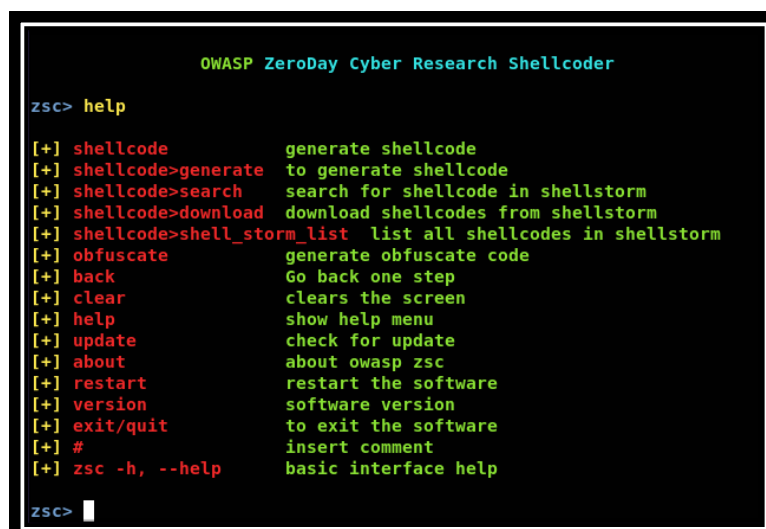 OWASP ZeroDay Cyber Research Shellcoder
zsc> help
[+] shellcode generate shellcode
[+] shellcode>generate to generate shellcode
[+] shellcode>search search for shellcode in shellstorm
[+] shellcode>download download shellcodes from shellstorm
[+] shellcode>shell_storm_list list all shellcodes in shellstorm
[+] obfuscate generate obfuscate code
[+] back Go back one step
[+] clear clears the screen
[+] help show help menu
[+] update check for update
[+] about about owasp zsc
[+] restart restart the software
[+] version software version
[+] exit/quit to exit the software
[+] # insert comment
[+] zsc -h, --help basic interface help
zsc>